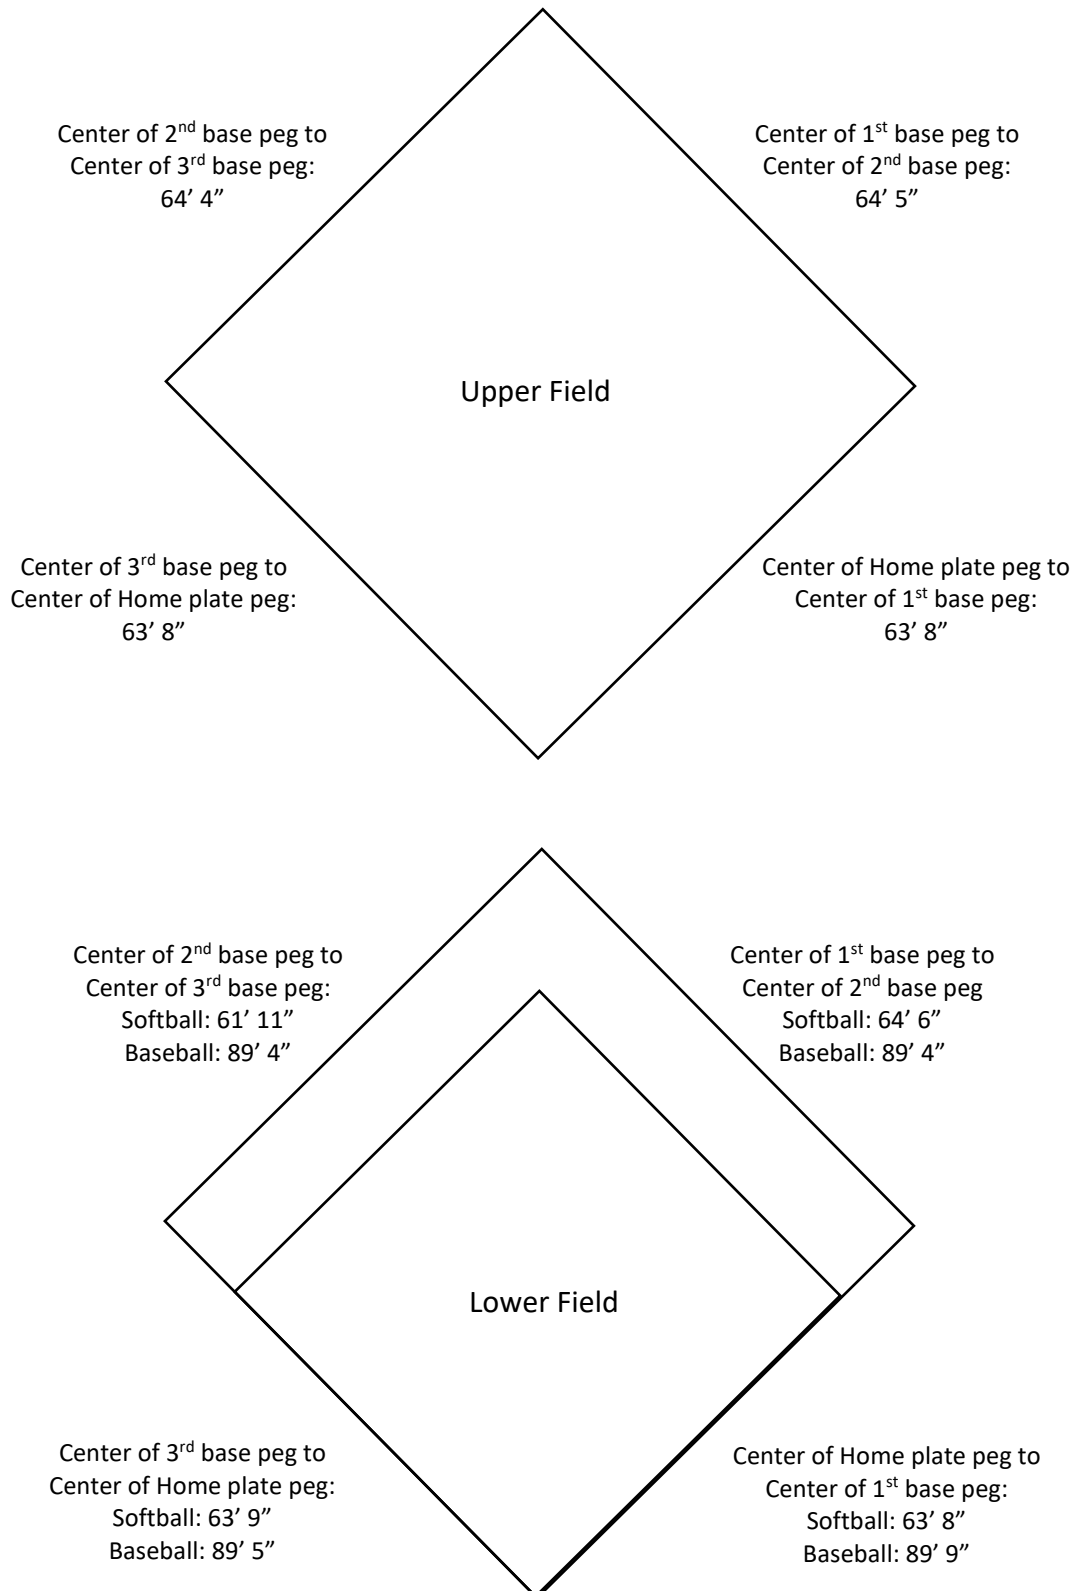 Center of 2nd base peg to
Center of 3rd base peg:
64’ 4”
Center of 1st base peg to
Center of 2nd base peg:
64’ 5”
Upper Field
Center of 3rd base peg to
Center of Home plate peg:
63’ 8”
Center of Home plate peg to
Center of 1st base peg:
63’ 8”
Center of 2nd base peg to
Center of 3rd base peg:
Softball: 61’ 11”
Baseball: 89’ 4”
Center of 1st base peg to
Center of 2nd base peg
Softball: 64’ 6”
Baseball: 89’ 4”
Lower Field
Center of 3rd base peg to
Center of Home plate peg:
Softball: 63’ 9”
Baseball: 89’ 5”
Center of Home plate peg to
Center of 1st base peg:
Softball: 63’ 8”
Baseball: 89’ 9”